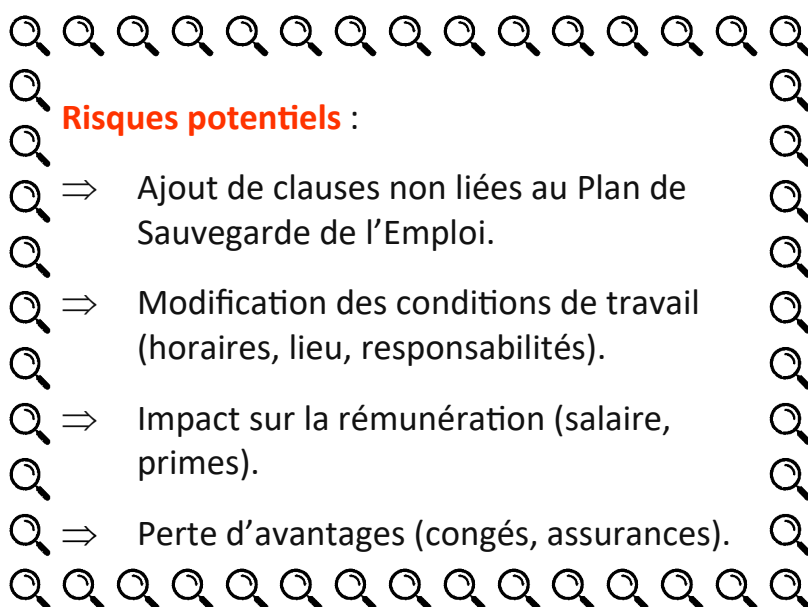 Risques potentiels :
⇒ Ajout de clauses non liées au Plan de
Sauvegarde de l’Emploi.
⇒ Modification des conditions de travail
(horaires, lieu, responsabilités).
⇒ Impact sur la rémunération (salaire,
primes).
⇒ Perte d’avantages (congés, assurances).